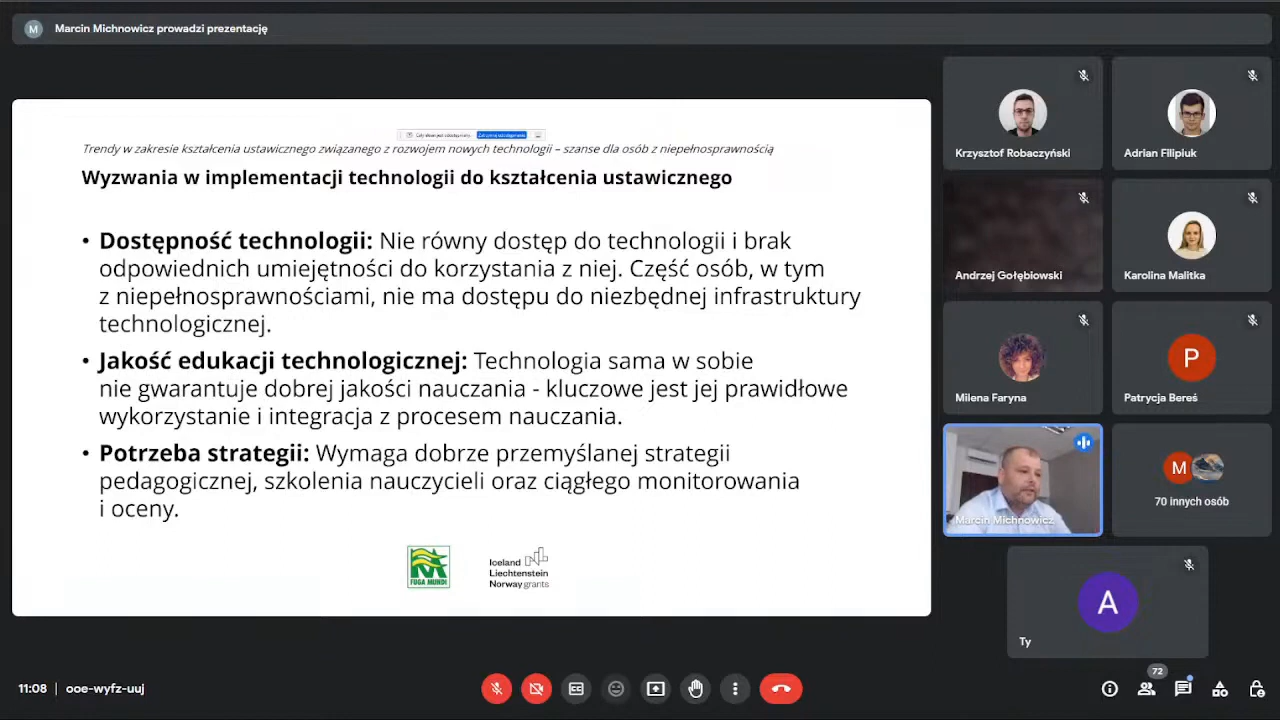 M
Marcin Michnowicz prowadzi prezentację
Zatrzymaj udostępnianie
Trendy w zakresie kształcenia ustawicznego związanego z rozwojem nowych technologii – szanse dla osób z niepełnosprawnością
Wyzwania w implementacji technologii do kształcenia ustawicznego
• Dostępność technologii: Nie równy dostęp do technologii i brak
odpowiednich umiejętności do korzystania z niej. Część osób, w tym
z niepełnosprawnościami, nie ma dostępu do niezbędnej infrastruktury
technologicznej.
• Jakość edukacji technologicznej: Technologia sama w sobie
nie gwarantuje dobrej jakości nauczania - kluczowe jest jej prawidłowe
wykorzystanie i integracja z procesem nauczania.
• Potrzeba strategii: Wymaga dobrze przemyślanej strategii
pedagogicznej, szkolenia nauczycieli oraz ciągłego monitorowania
i oceny.
FUGA MUNDI
Iceland
Liechtenstein
Norway grants
Krzysztof Robaczyński
Adrian Filipiuk
Andrzej Gołębiowski
Karolina Malitka
Milena Faryna
P
Patrycja Bereś
Marcin Michnowicz
M
70 innych osób
A
Ty
11:08 | ooe-wyfz-uuj
72